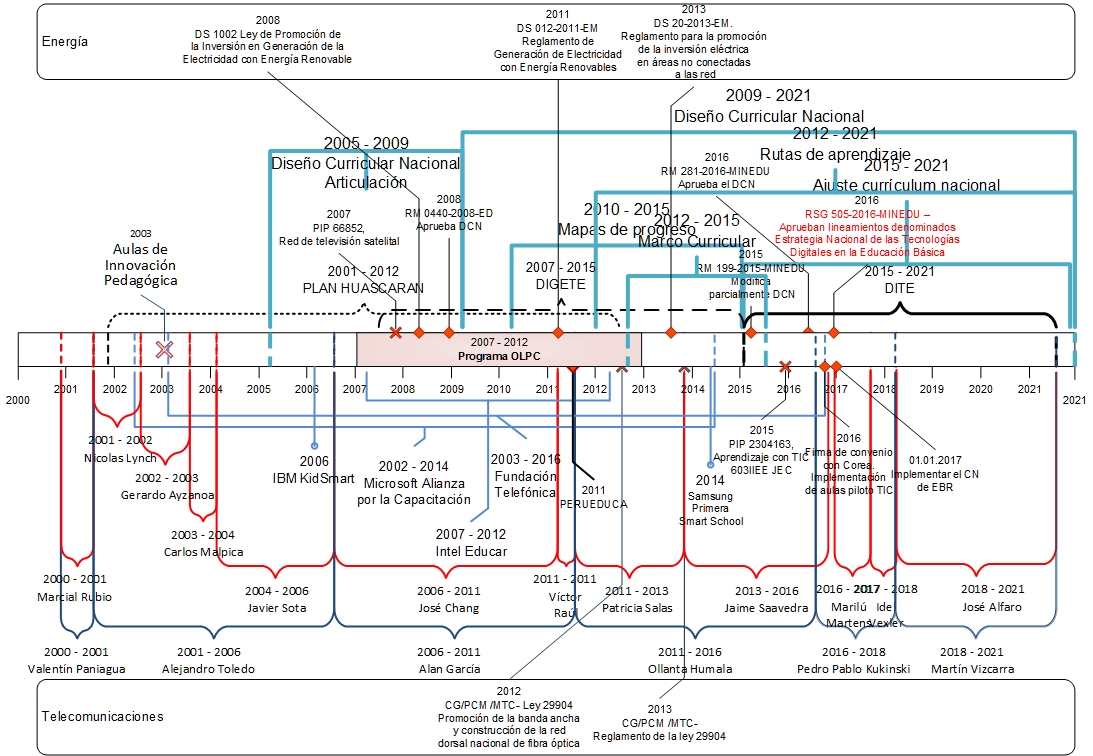 Energía
2008
DS 1002 Ley de Promoción de
la Inversión en Generación de la
Electricidad con Energía Renovable
2011
DS 012-2011-EM
Reglamento de
Generación de Electricidad
con Energía Renovables
2013
DS 20-2013-EM.
Reglamento para la promoción
de la inversión eléctrica
en áreas no conectadas
a las red
2009 - 2021
Diseño Curricular Nacional
2005 - 2009
Diseño Curricular Nacional
Articulación
2012 - 2021
Rutas de aprendizaje
2015 - 2021
Ajuste currículum nacional
2016
RM 281-2016-MINEDU
Aprueba el DCN
2008
RM 0440-2008-ED
Aprueba DCN
2007
PIP 66852,
Red de televisión satelital
2010 - 2015
Mapas de progreso
2012 - 2015
Marco Curricular
2016
RSG 505-2016-MINEDU –
Aprueban lineamientos denominados
Estrategia Nacional de las Tecnologías
Digitales en la Educación Básica
2003
Aulas de
Innovación
Pedagógica
2001 - 2012
PLAN HUASCARAN
2007 - 2015
DIGETE
2015
RM 199-2015-MINEDU
Modifica
parcialmente DCN
2015 - 2021
DITE
2007 - 2012
Programa OLPC
2000
2001
2002
2003
2004
2005
2006
2007
2008
2009
2010
2011
2012
2013
2014
2015
2016
2017
2018
2019
2020
2021
2021
2001 - 2002
Nicolas Lynch
2002 - 2003
Gerardo Ayzanoa
2003 - 2004
Carlos Malpica
2006
IBM KidSmart
2002 - 2014
Microsoft Alianza
por la Capacitación
2003 - 2016
Fundación
Telefónica
2007 - 2012
Intel Educar
2011
PERUEDUCA
2014
Samsung
Primera
Smart School
2015
PIP 2304163,
Aprendizaje con TIC
603IIEE JEC
2016
Firma de convenio
con Corea.
Implementación
de aulas piloto TIC
01.01.2017
Implementar el CN
de EBR
2000 - 2001
Marcial Rubio
2004 - 2006
Javier Sota
2006 - 2011
José Chang
2011 - 2011
Víctor
Raúl
2011 - 2013
Patricia Salas
2013 - 2016
Jaime Saavedra
2016 - 2017
Marilú
Martens
2017 - 2018
Ide
Vexler
2018 - 2021
José Alfaro
2000 - 2001
Valentín Paniagua
2001 - 2006
Alejandro Toledo
2006 - 2011
Alan García
2011 - 2016
Ollanta Humala
2016 - 2018
Pedro Pablo Kukinski
2018 - 2021
Martín Vizcarra
Telecomunicaciones
2012
CG/PCM /MTC- Ley 29904
Promoción de la banda ancha
y construcción de la red
dorsal nacional de fibra óptica
2013
CG/PCM /MTC-
Reglamento de la ley 29904